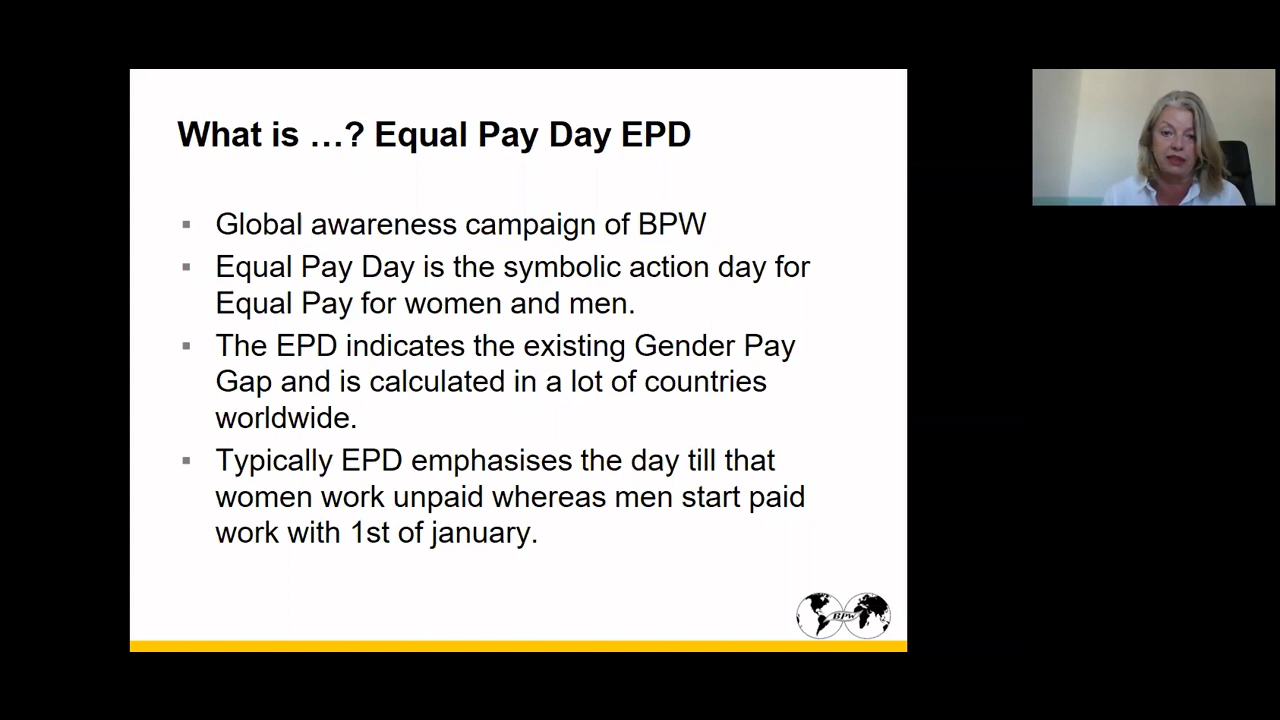 What is …? Equal Pay Day EPD
▪ Global awareness campaign of BPW
▪ Equal Pay Day is the symbolic action day for
Equal Pay for women and men.
▪ The EPD indicates the existing Gender Pay
Gap and is calculated in a lot of countries
worldwide.
▪ Typically EPD emphasises the day till that
women work unpaid whereas men start paid
work with 1st of january.
BPW